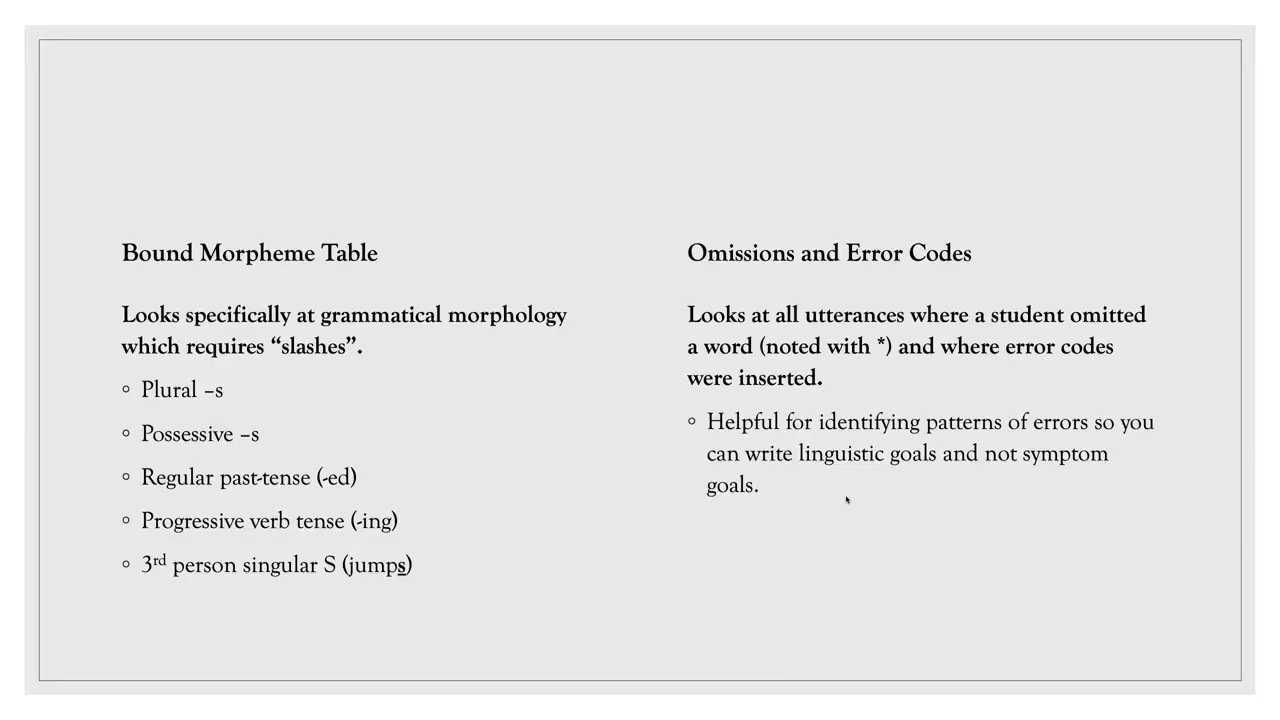 Bound Morpheme Table
Looks specifically at grammatical morphology
which requires “slashes”.
◦ Plural –s
◦ Possessive –s
◦ Regular past-tense (-ed)
◦ Progressive verb tense (-ing)
◦ 3rd person singular S (jumps)
Omissions and Error Codes
Looks at all utterances where a student omitted
a word (noted with *) and where error codes
were inserted.
◦ Helpful for identifying patterns of errors so you
can write linguistic goals and not symptom
goals.